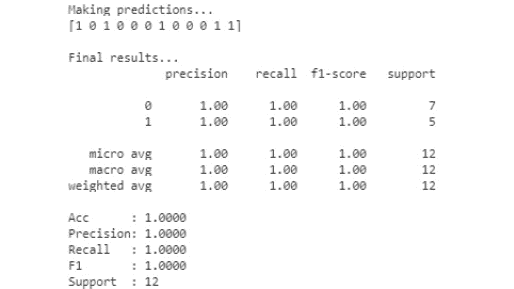 Making predictions...
[1 0 1 0 0 0 1 0 0 0 1 1]
Final results...
precision recall f1-score support
0 1.00 1.00 1.00 7
1 1.00 1.00 1.00 5
micro avg 1.00 1.00 1.00 12
macro avg 1.00 1.00 1.00 12
weighted avg 1.00 1.00 1.00 12
Acc : 1.0000
Precision: 1.0000
Recall : 1.0000
F1 : 1.0000
Support : 12